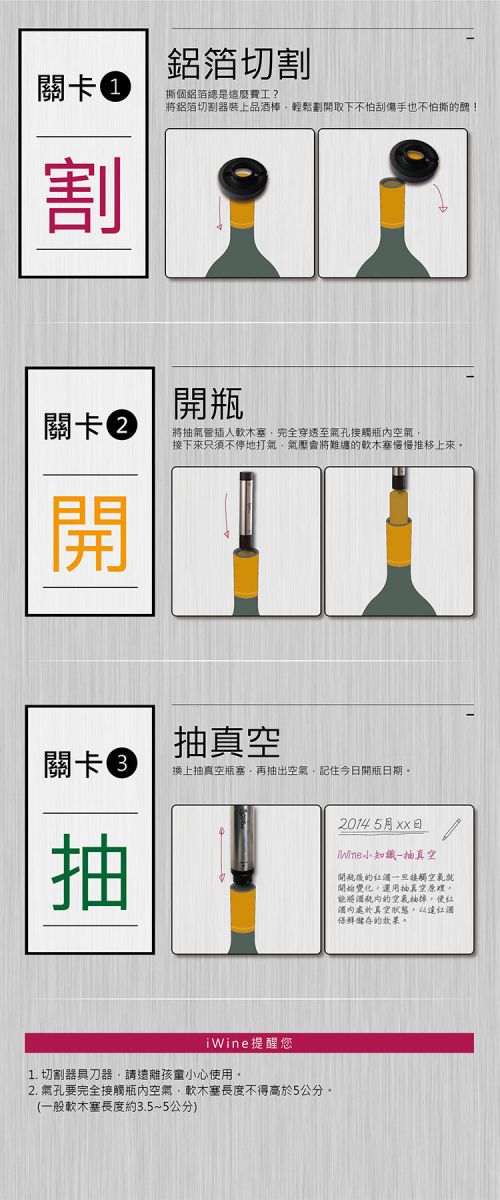 關卡1
割
鋁箔切割
撕個鋁箔總是這麼費工？
將鋁箔切割器裝上品酒棒，輕鬆劃開取下不怕刮傷手也不怕撕的醜！
關卡2
開
開瓶
將抽氣管插入軟木塞，完全穿透至氣孔接觸瓶內空氣，
接下來只須不停地打氣，氣壓會將難纏的軟木塞慢慢推移上來。
關卡3
抽
抽真空
換上抽真空瓶塞，再抽出空氣，記住今日開瓶日期。
2014 5月 xx日
iWine小知識-抽真空
開瓶後的紅酒一旦接觸空氣就
開始變化，運用抽真空原理，
能將酒瓶內的空氣抽掉，使紅
酒內處於真空狀態，以達紅酒
保鮮儲存的效果。
iWine提醒您
1. 切割器具刀器，請遠離孩童小心使用。
2. 氣孔要完全接觸瓶內空氣，軟木塞長度不得高於5公分。
(一般軟木塞長度約3.5~5公分)